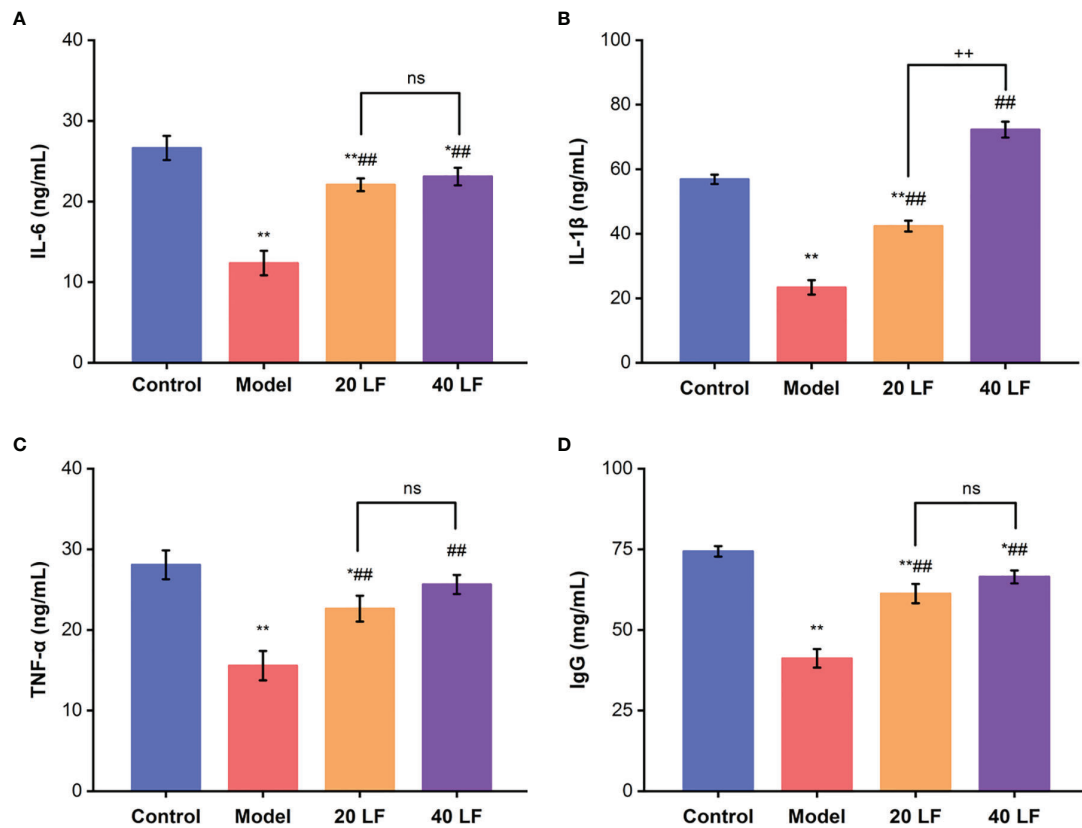 A
IL-6 (ng/mL)
40
30
20
10
0
ns
**
**##
*##
Control Model 20 LF 40 LF
B
IL-1β (ng/mL)
100
80
60
40
20
0
++
**
**##
##
Control Model 20 LF 40 LF
C
TNF-α (ng/mL)
40
30
20
10
0
ns
**
*##
##
Control Model 20 LF 40 LF
D
IgG (mg/mL)
100
75
50
25
0
ns
**
**##
*##
Control Model 20 LF 40 LF